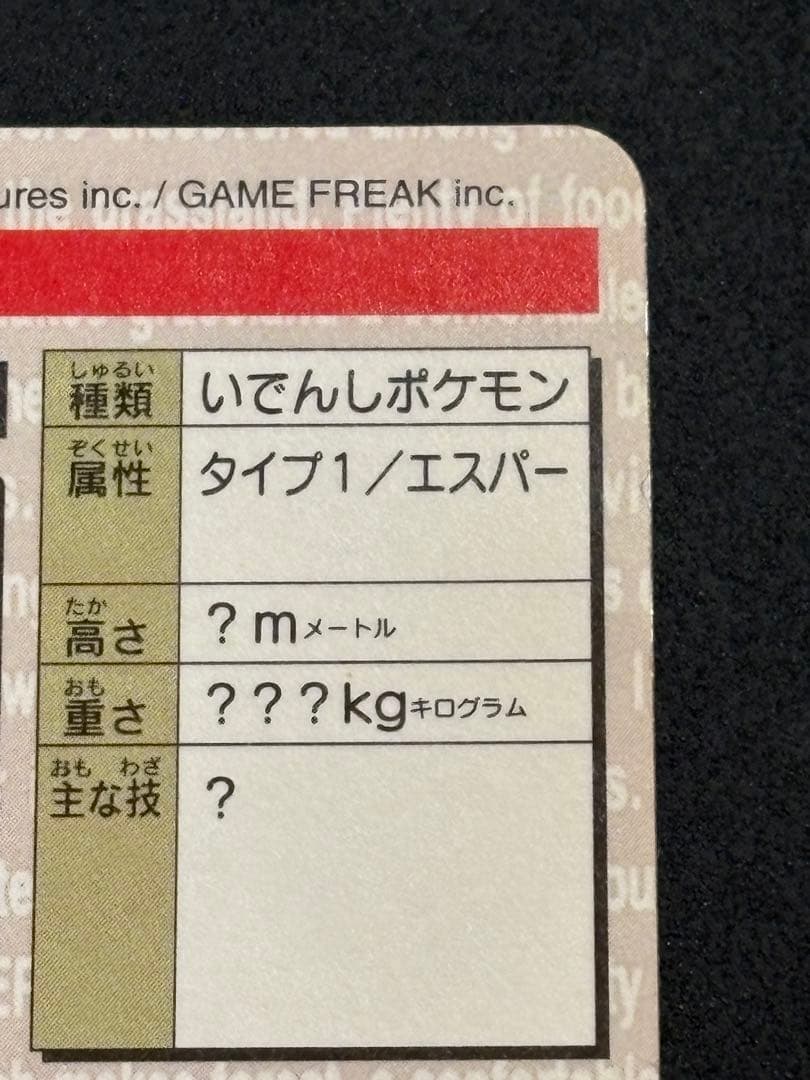 ures inc. / GAME FREAK inc.
しゅるい
種類 いでんしポケモン
ぞくせい
属性 タイプ1/エスパー
たか
高さ ?mメートル
おも
重さ ???kgキログラム
おも わざ
主な技 ?